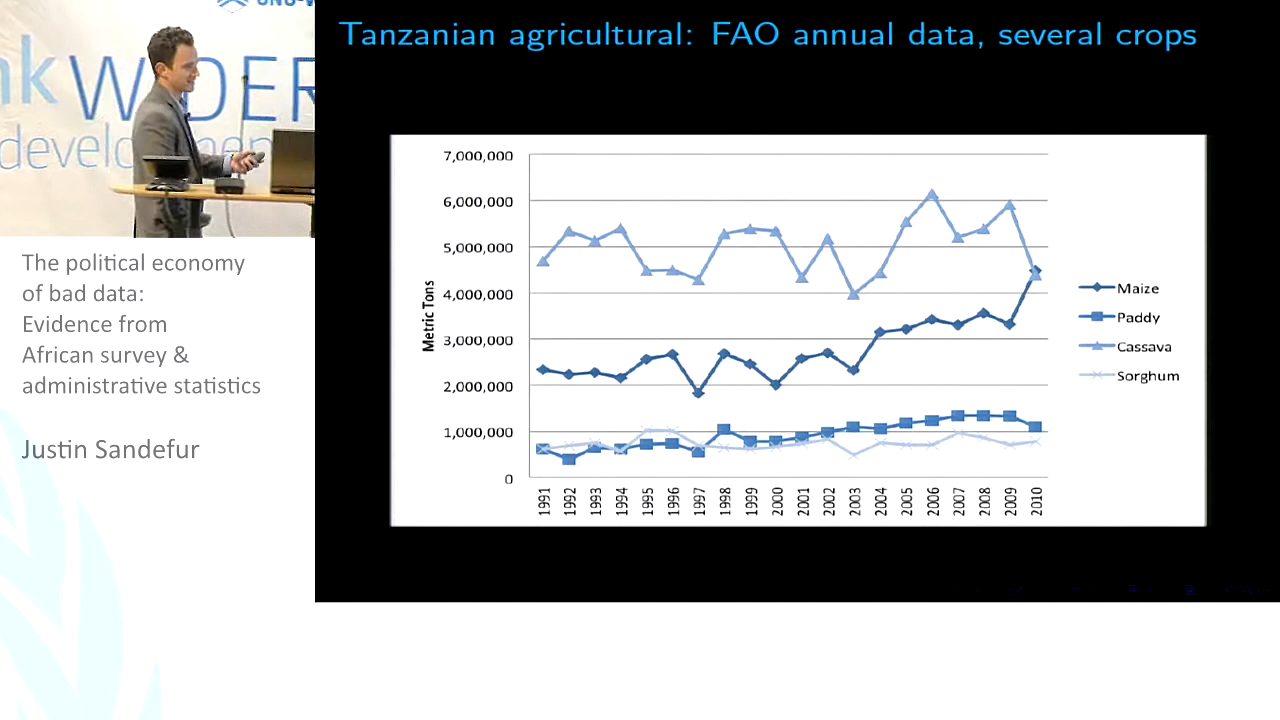 nk WIDER
development
The political economy
of bad data:
Evidence from
African survey &
administrative statistics
Justin Sandefur
Tanzanian agricultural: FAO annual data, several crops
7,000,000
6,000,000
5,000,000
4,000,000
3,000,000
2,000,000
1,000,000
0
Metric Tons
1991 1992 1993 1994 1995 1996 1997 1998 1999 2000 2001 2002 2003 2004 2005 2006 2007 2008 2009 2010
Maize
Paddy
Cassava
Sorghum